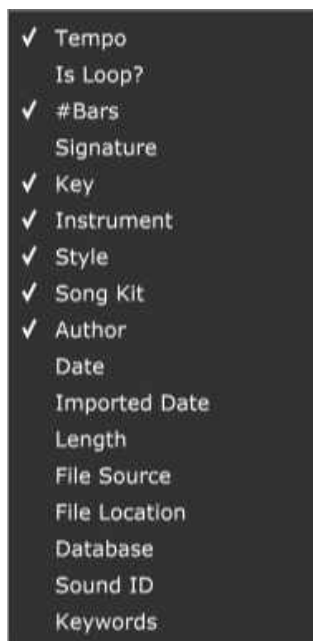 ✓ Tempo
Is Loop?
✓ #Bars
Signature
✓ Key
✓ Instrument
✓ Style
✓ Song Kit
✓ Author
Date
Imported Date
Length
File Source
File Location
Database
Sound ID
Keywords